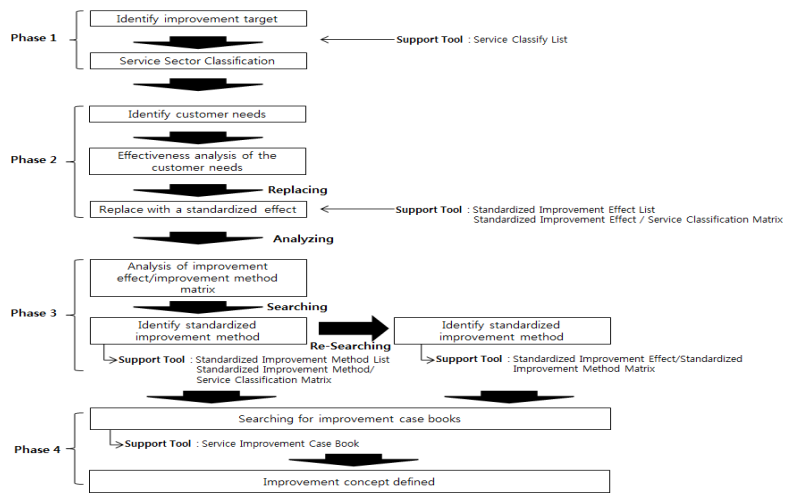 Identify improvement target
Phase 1
Support Tool : Service Classify List
Service Sector Classification
Identify customer needs
Phase 2
Effectiveness analysis of the
customer needs
Replacing
Replace with a standardized effect
Support Tool : Standardized Improvement Effect List
Standardized Improvement Effect / Service Classification Matrix
Analyzing
Analysis of improvement
effect/improvement method
matrix
Searching
Phase 3
Identify standardized
improvement method
Re-Searching
Identify standardized
improvement method
Support Tool : Standardized Improvement Method List
Standardized Improvement Method/
Service Classification Matrix
Support Tool : Standardized Improvement Effect/Standardized
Improvement Method Matrix
Searching for improvement case books
Phase 4
Support Tool : Service Improvement Case Book
Improvement concept defined